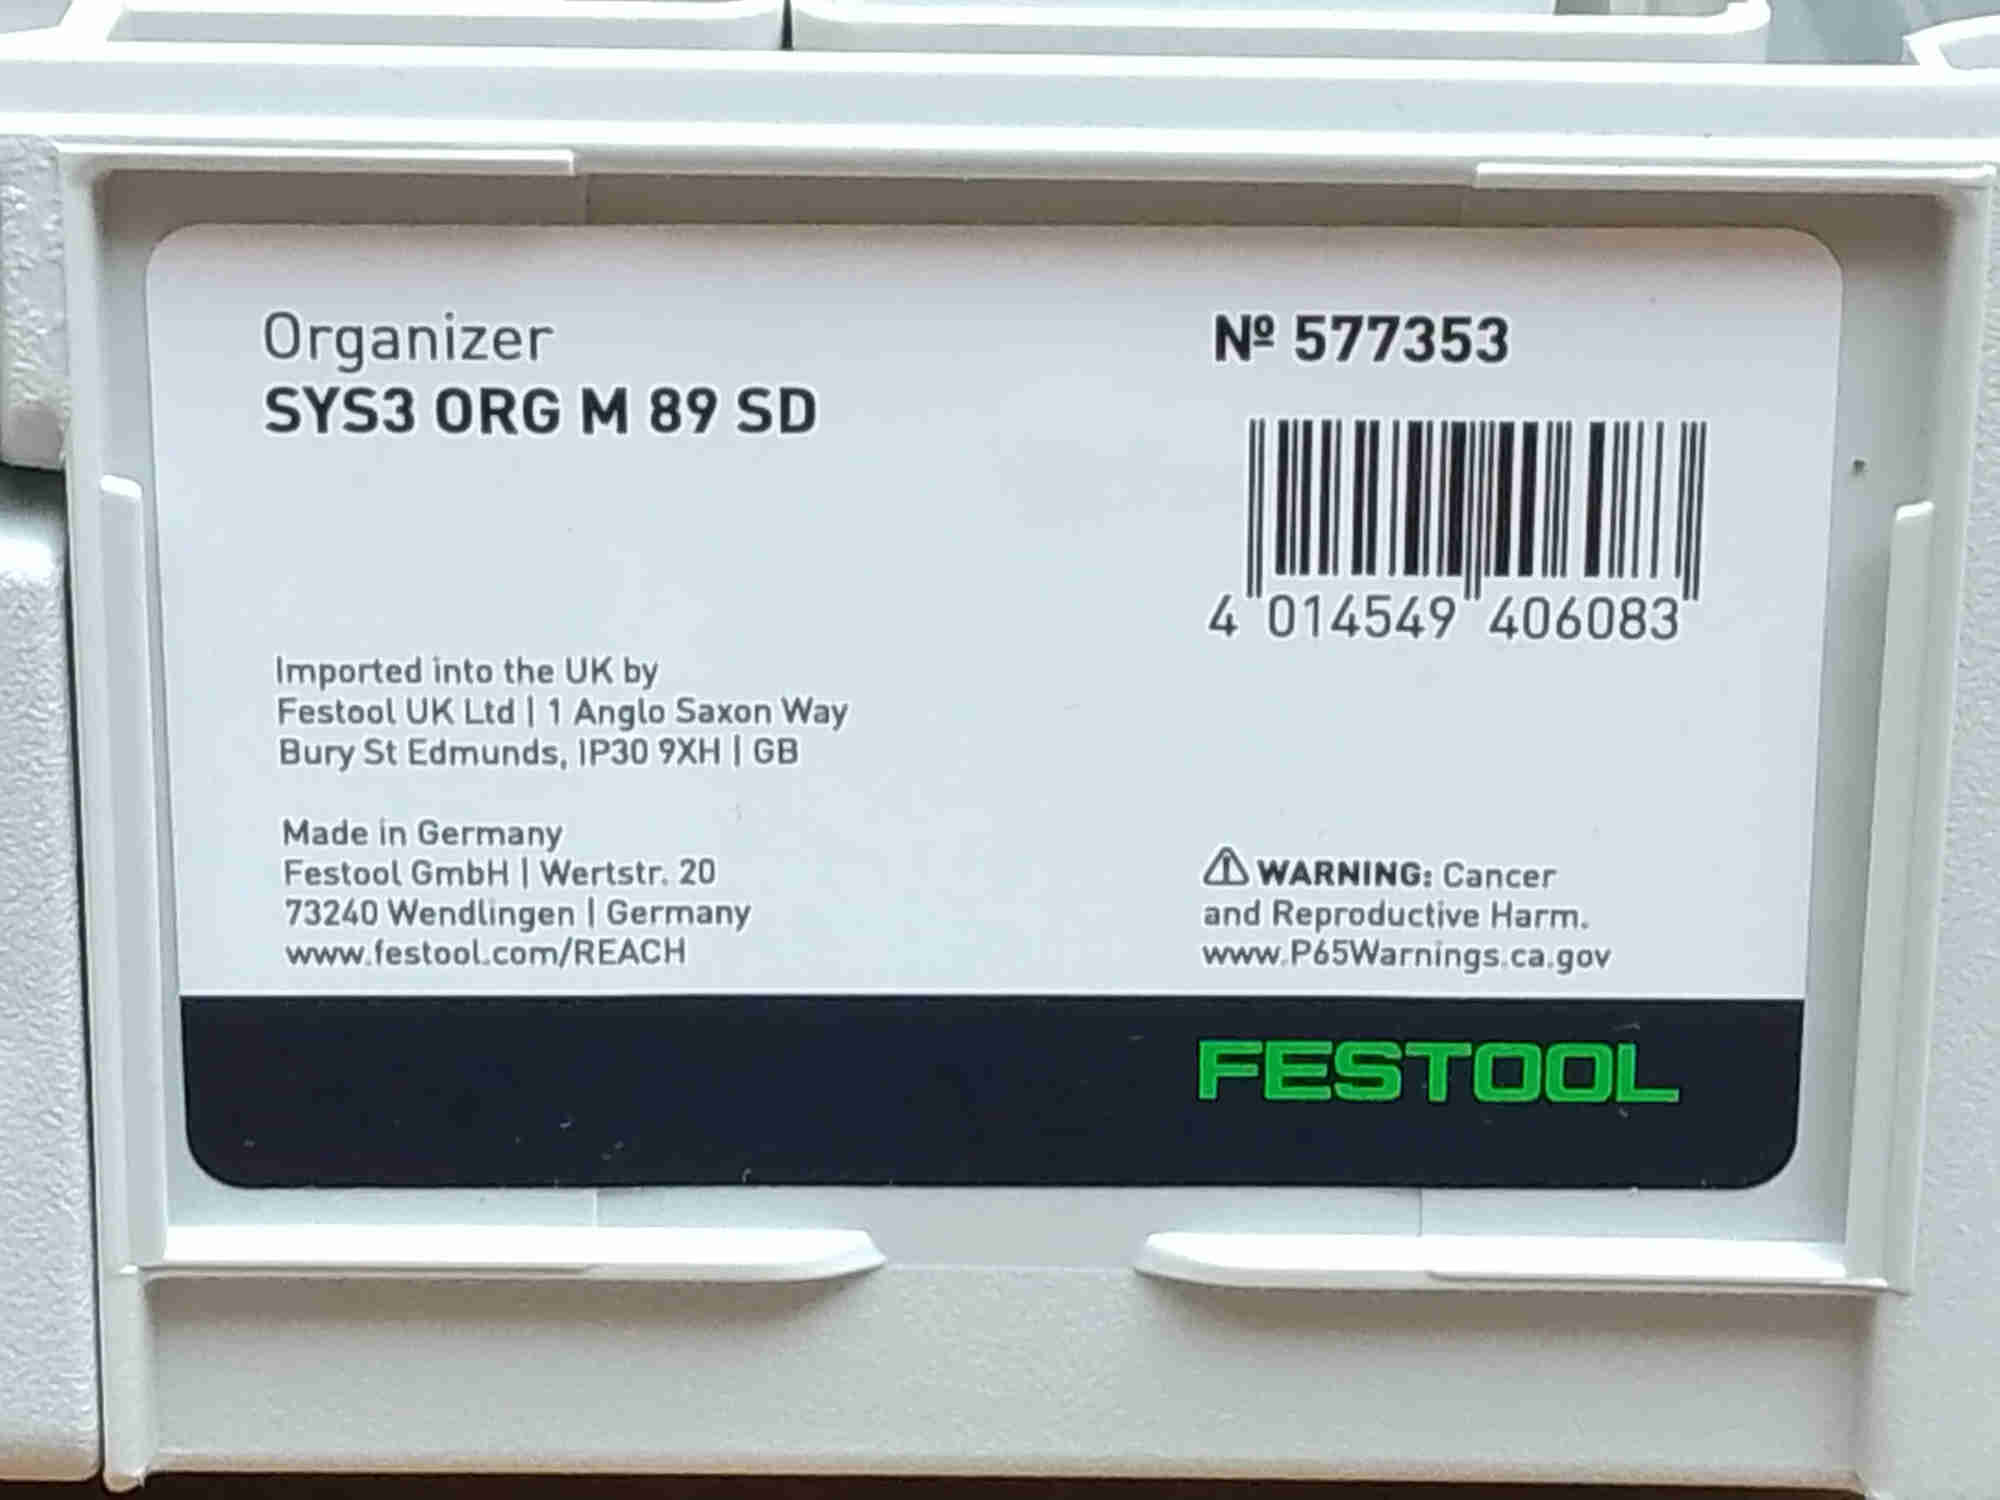 Organizer
SYS3 ORG M 89 SD
Nº 577353
4 014549 406083
Imported into the UK by
Festool UK Ltd | 1 Anglo Saxon Way
Bury St Edmunds, IP30 9XH | GB
Made in Germany
Festool GmbH | Wertstr. 20
73240 Wendlingen | Germany
www.festool.com/REACH
⚠ WARNING: Cancer
and Reproductive Harm.
www.P65Warnings.ca.gov
FESTOOL